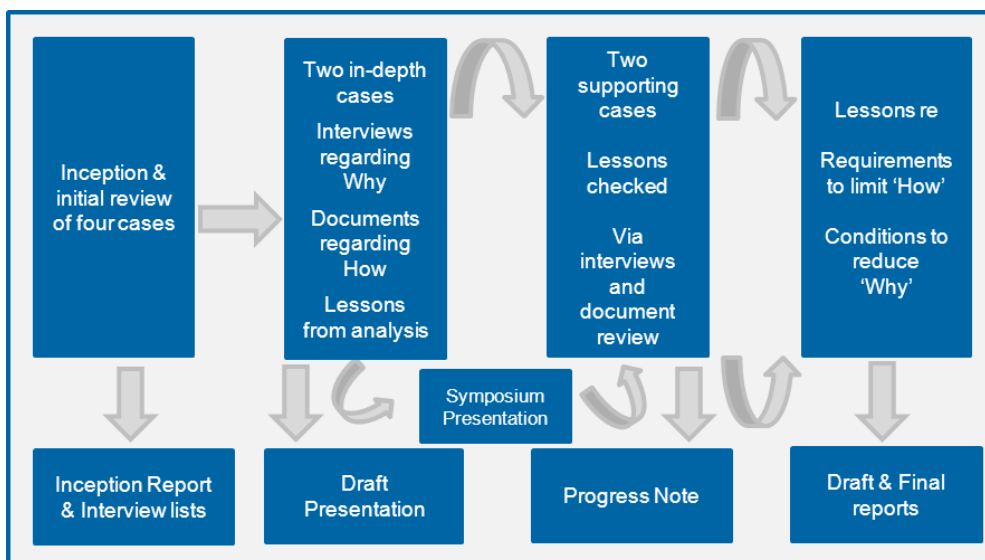 Inception &
initial review
of four cases
Two in-depth
cases
Interviews
regarding
Why
Documents
regarding
How
Lessons
from analysis
Two
supporting
cases
Lessons
checked
Via
interviews
and
document
review
Lessons re
Requirements
to limit ‘How’
Conditions to
reduce
‘Why’
Symposium
Presentation
Inception Report
& Interview lists
Draft
Presentation
Progress Note
Draft & Final
reports